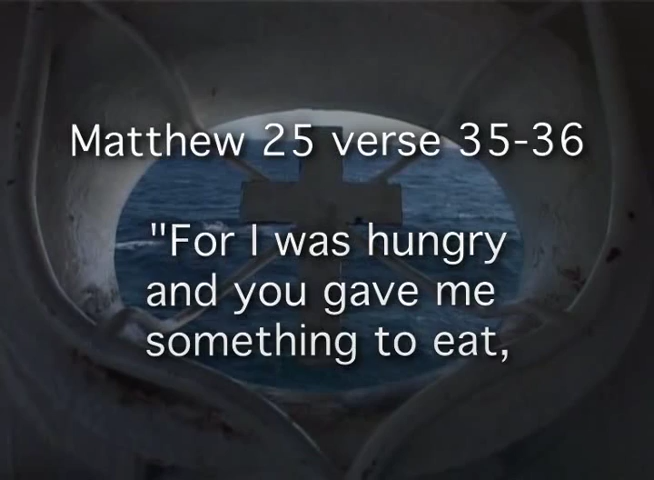 Matthew 25 verse 35-36
"For I was hungry
and you gave me
something to eat,